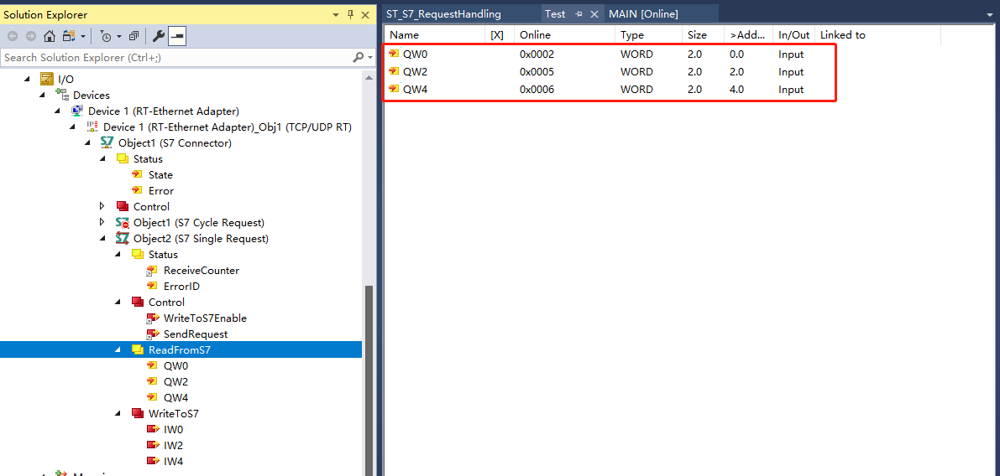 Solution Explorer
Search Solution Explorer (Ctrl+;)
I/O
Devices
Device 1 (RT-Ethernet Adapter)
Device 1 (RT-Ethernet Adapter)_Obj1 (TCP/UDP RT)
Object1 (S7 Connector)
Status
State
Error
Control
Object1 (S7 Cycle Request)
Object2 (S7 Single Request)
Status
ReceiveCounter
ErrorID
Control
WriteToS7Enable
SendRequest
ReadFromS7
QW0
QW2
QW4
WriteToS7
IW0
IW2
IW4
ST_S7_RequestHandling Test MAIN [Online]
Name [X] Online Type Size >Add... In/Out Linked to
QW0 0x0002 WORD 2.0 0.0 Input
QW2 0x0005 WORD 2.0 2.0 Input
QW4 0x0006 WORD 2.0 4.0 Input